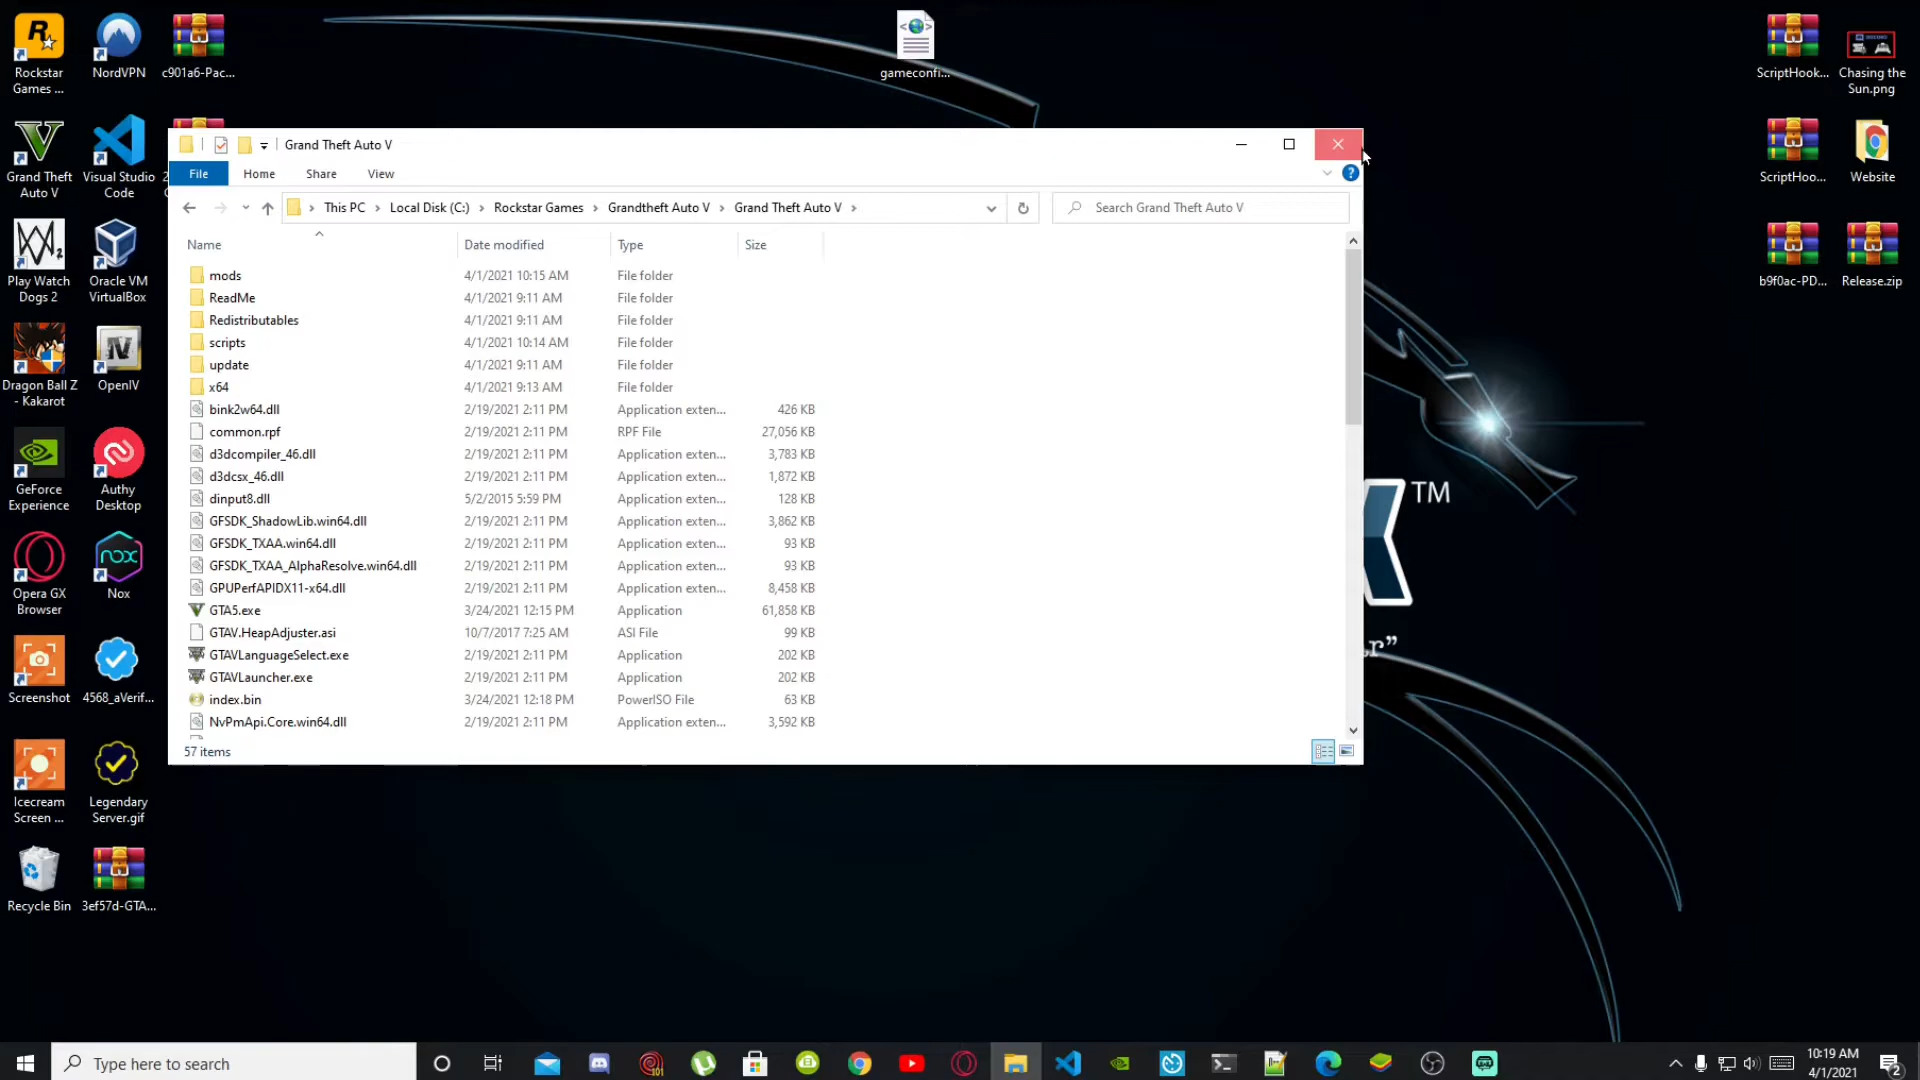 Rockstar
Games ...
NordVPN
c901a6-Pac...
gameconfi...
ScriptHook...
Chasing the
Sun.png
Grand Theft
Auto V
Visual Studio
Code
ScriptHoo...
Website
Play Watch
Dogs 2
Oracle VM
VirtualBox
b9f0ac-PD...
Release.zip
Dragon Ball Z
- Kakarot
OpenIV
GeForce
Experience
Authy
Desktop
Opera GX
Browser
Nox
Screenshot
4568_aVerif...
Icecream
Screen ...
Legendary
Server.gif
Recycle Bin
3ef57d-GTA...
Grand Theft Auto V
File Home Share View
This PC Local Disk (C:) Rockstar Games Grandtheft Auto V Grand Theft Auto V
Search Grand Theft Auto V
Name Date modified Type Size
mods 4/1/2021 10:15 AM File folder
ReadMe 4/1/2021 9:11 AM File folder
Redistributables 4/1/2021 9:11 AM File folder
scripts 4/1/2021 10:14 AM File folder
update 4/1/2021 9:11 AM File folder
x64 4/1/2021 9:13 AM File folder
bink2w64.dll 2/19/2021 2:11 PM Application exten... 426 KB
common.rpf 2/19/2021 2:11 PM RPF File 27,056 KB
d3dcompiler_46.dll 2/19/2021 2:11 PM Application exten... 3,783 KB
d3dcsx_46.dll 2/19/2021 2:11 PM Application exten... 1,872 KB
dinput8.dll 5/2/2015 5:59 PM Application exten... 128 KB
GFSDK_ShadowLib.win64.dll 2/19/2021 2:11 PM Application exten... 3,862 KB
GFSDK_TXAA.win64.dll 2/19/2021 2:11 PM Application exten... 93 KB
GFSDK_TXAA_AlphaResolve.win64.dll 2/19/2021 2:11 PM Application exten... 93 KB
GPUPerfAPIDX11-x64.dll 2/19/2021 2:11 PM Application exten... 8,458 KB
GTA5.exe 3/24/2021 12:15 PM Application 61,858 KB
GTAV.HeapAdjuster.asi 10/7/2017 7:25 AM ASI File 99 KB
GTAVLanguageSelect.exe 2/19/2021 2:11 PM Application 202 KB
GTAVLauncher.exe 2/19/2021 2:11 PM Application 202 KB
index.bin 3/24/2021 12:18 PM PowerISO File 63 KB
NvPmApi.Core.win64.dll 2/19/2021 2:11 PM Application exten... 3,592 KB
57 items
TM
Type here to search
10:19 AM
4/1/2021
2